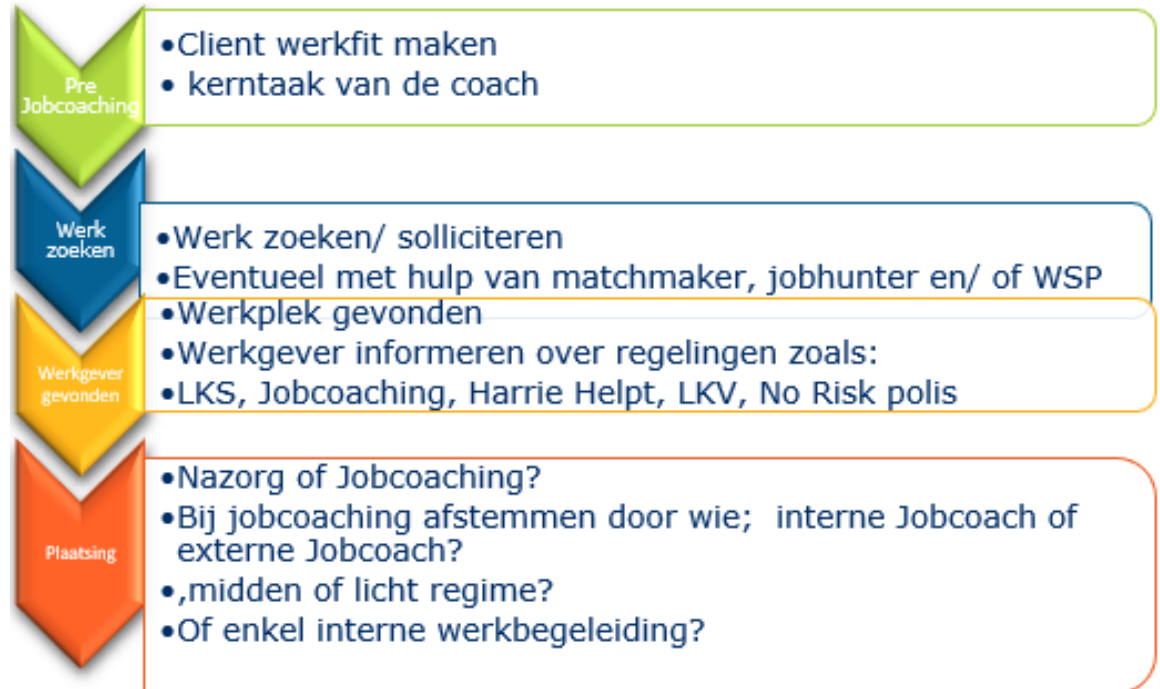 Pre
Jobcoaching
•Client werkfit maken
• kerntaak van de coach
Werk
zoeken
•Werk zoeken/ solliciteren
•Eventueel met hulp van matchmaker, jobhunter en/ of WSP
Werkgever
gevonden
•Werkplek gevonden
•Werkgever informeren over regelingen zoals:
•LKS, Jobcoaching, Harrie Helpt, LKV, No Risk polis
Plaatsing
•Nazorg of Jobcoaching?
•Bij jobcoaching afstemmen door wie; interne Jobcoach of
externe Jobcoach?
•,midden of licht regime?
•Of enkel interne werkbegeleiding?